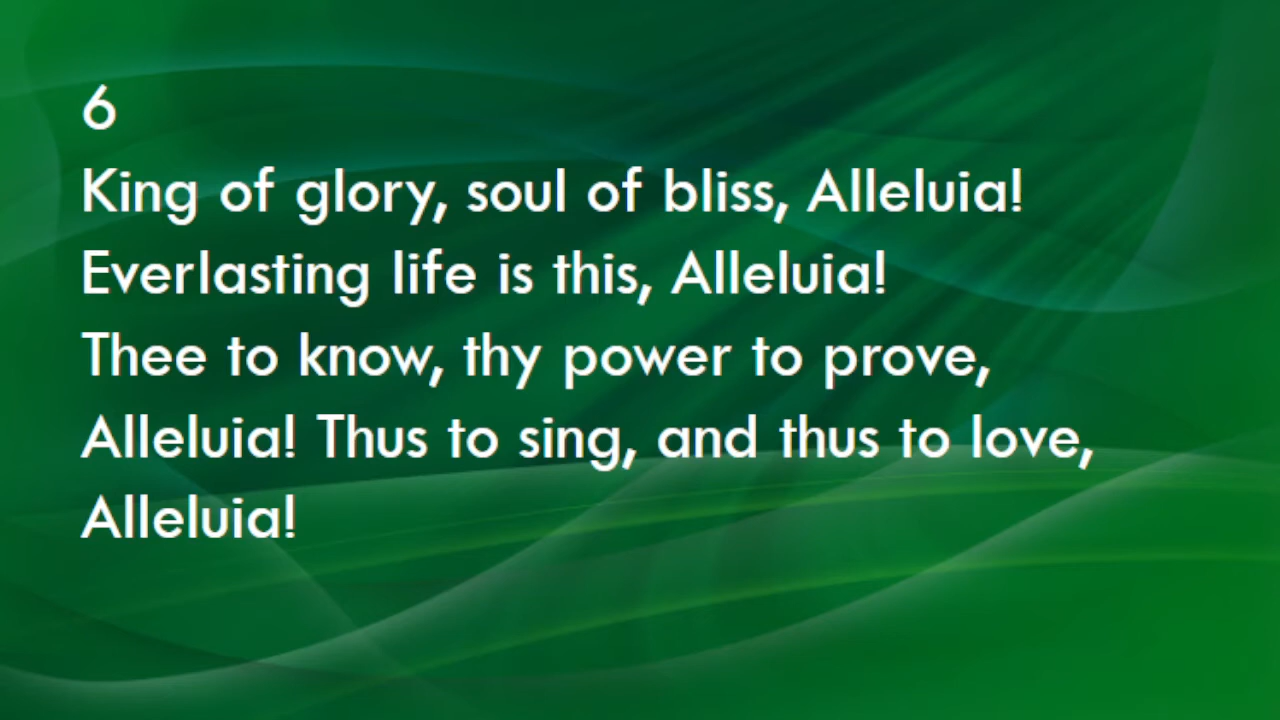 6
King of glory, soul of bliss, Alleluia!
Everlasting life is this, Alleluia!
Thee to know, thy power to prove,
Alleluia! Thus to sing, and thus to love,
Alleluia!